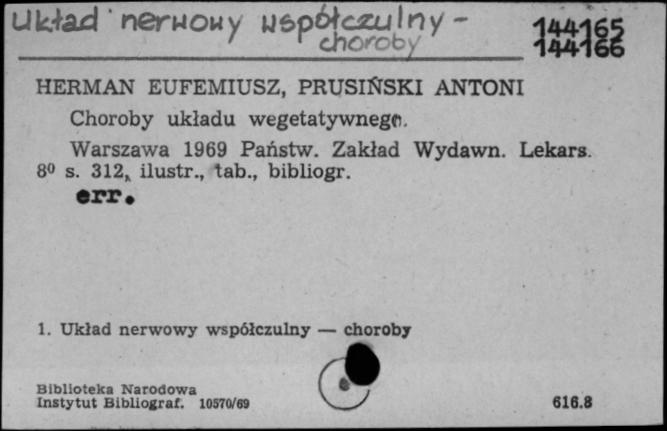 układ nerwowy współczulny -
choroby
144165
144166
HERMAN EUFEMIUSZ, PRUSIŃSKI ANTONI
Choroby układu wegetatywnego.
Warszawa 1969 Państw. Zakład Wydawn. Lekars.
8⁰ s. 312, ilustr., tab., bibliogr.
err.
1. Układ nerwowy współczulny — choroby
Biblioteka Narodowa
Instytut Bibliograf. 10570/69
616.8